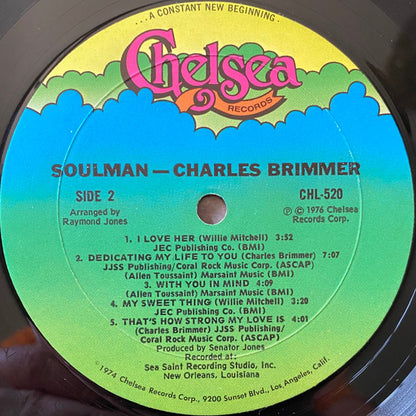 ...A CONSTANT NEW BEGINNING...
Chelsea
RECORDS
SOULMAN — CHARLES BRIMMER
SIDE 2
CHL-520
Arranged by
Raymond Jones
℗ © 1976 Chelsea
Records Corp.
1. I LOVE HER (Willie Mitchell) 3:52
JEC Publishing Co. (BMI)
2. DEDICATING MY LIFE TO YOU (Charles Brimmer) 7:07
JJSS Publishing/Coral Rock Music Corp. (ASCAP)
(Allen Toussaint) Marsaint Music (BMI)
3. WITH YOU IN MIND 4:09
(Allen Toussaint) Marsaint Music (BMI)
4. MY SWEET THING (Willie Mitchell) 3:20
JEC Publishing Co. (BMI)
5. THAT'S HOW STRONG MY LOVE IS 4:01
(Charles Brimmer) JJSS Publishing/
Coral Rock Music Corp. (ASCAP)
Produced by Senator Jones
Recorded at:
Sea Saint Recording Studio, Inc.
New Orleans, Louisiana
©1974 Chelsea Records Corp., 9200 Sunset Blvd., Los Angeles, Calif.